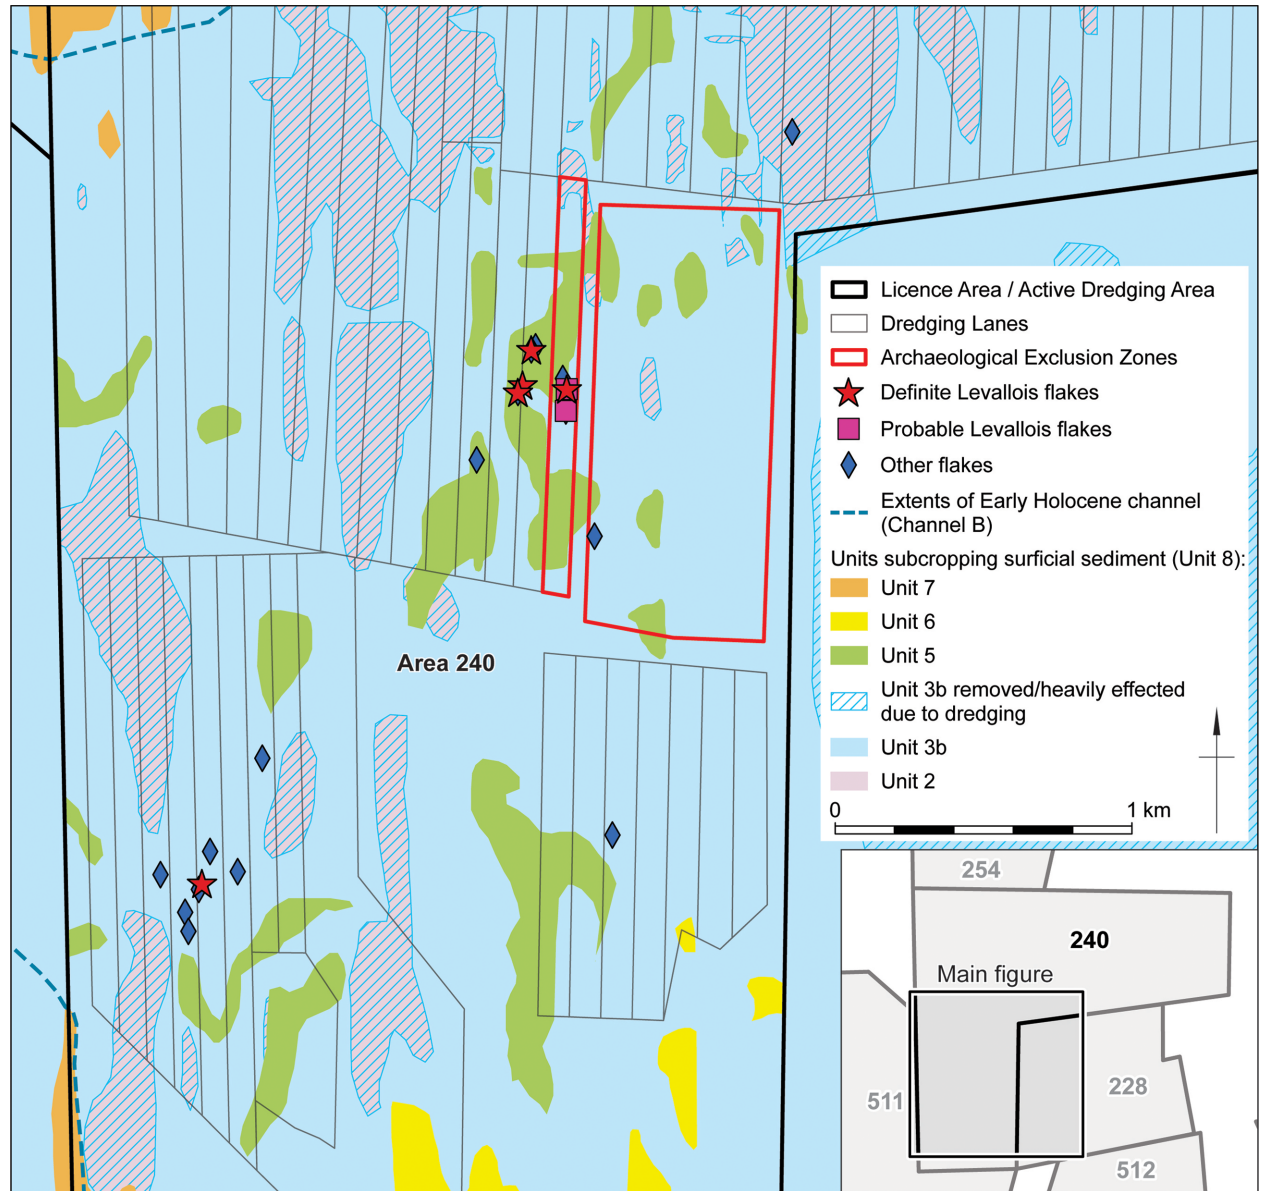 Area 240
Licence Area / Active Dredging Area
Dredging Lanes
Archaeological Exclusion Zones
Definite Levallois flakes
Probable Levallois flakes
Other flakes
Extents of Early Holocene channel
(Channel B)
Units subcropping surficial sediment (Unit 8):
Unit 7
Unit 6
Unit 5
Unit 3b removed/heavily effected
due to dredging
Unit 3b
Unit 2
0 1 km
254
240
Main figure
511
228
512